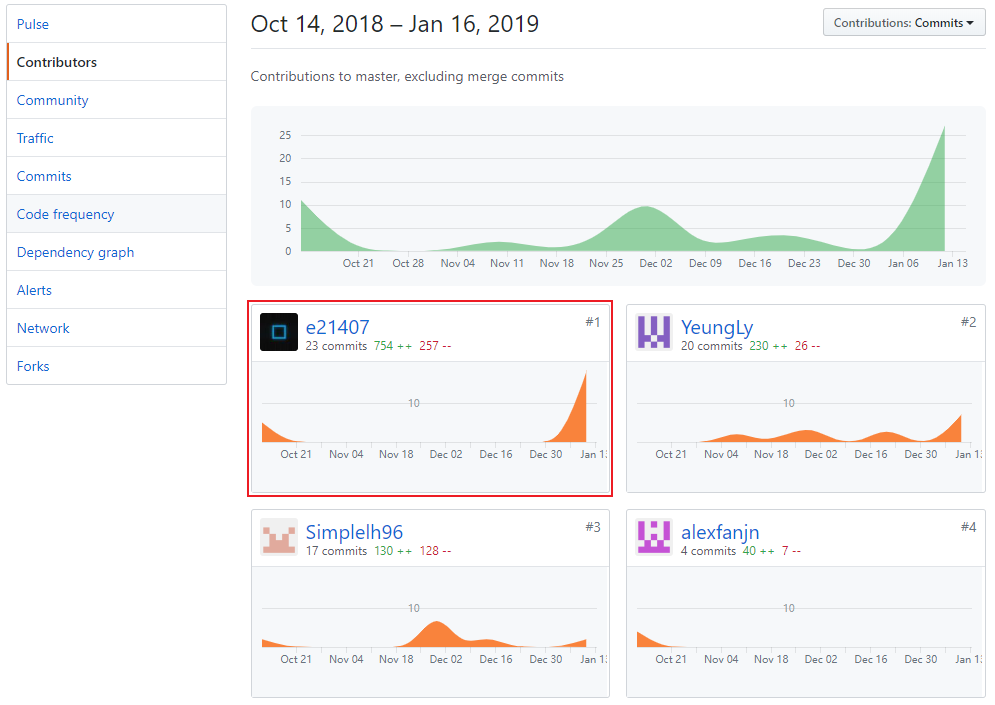 Pulse
Contributors
Community
Traffic
Commits
Code frequency
Dependency graph
Alerts
Network
Forks
Oct 14, 2018 – Jan 16, 2019
Contributions: Commits
Contributions to master, excluding merge commits
25
20
15
10
5
0
Oct 21 Oct 28 Nov 04 Nov 11 Nov 18 Nov 25 Dec 02 Dec 09 Dec 16 Dec 23 Dec 30 Jan 06 Jan 13
e21407 #1
23 commits 754 ++ 257 --
10
Oct 21 Nov 04 Nov 18 Dec 02 Dec 16 Dec 30 Jan 1
YeungLy #2
20 commits 230 ++ 26 --
10
Oct 21 Nov 04 Nov 18 Dec 02 Dec 16 Dec 30 Jan 1
Simplelh96 #3
17 commits 130 ++ 128 --
10
Oct 21 Nov 04 Nov 18 Dec 02 Dec 16 Dec 30 Jan 1
alexfanjn #4
4 commits 40 ++ 7 --
10
Oct 21 Nov 04 Nov 18 Dec 02 Dec 16 Dec 30 Jan 1